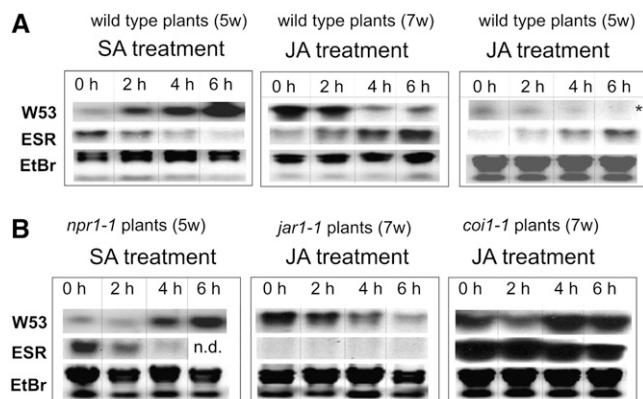 A
wild type plants (5w) wild type plants (7w) wild type plants (5w)
SA treatment JA treatment JA treatment
0 h 2 h 4 h 6 h 0 h 2 h 4 h 6 h 0 h 2 h 4 h 6 h
W53 *
ESR
EtBr
B
npr1-1 plants (5w) jar1-1 plants (7w) coi1-1 plants (7w)
SA treatment JA treatment JA treatment
0 h 2 h 4 h 6 h 0 h 2 h 4 h 6 h 0 h 2 h 4 h 6 h
W53
ESR n.d.
EtBr